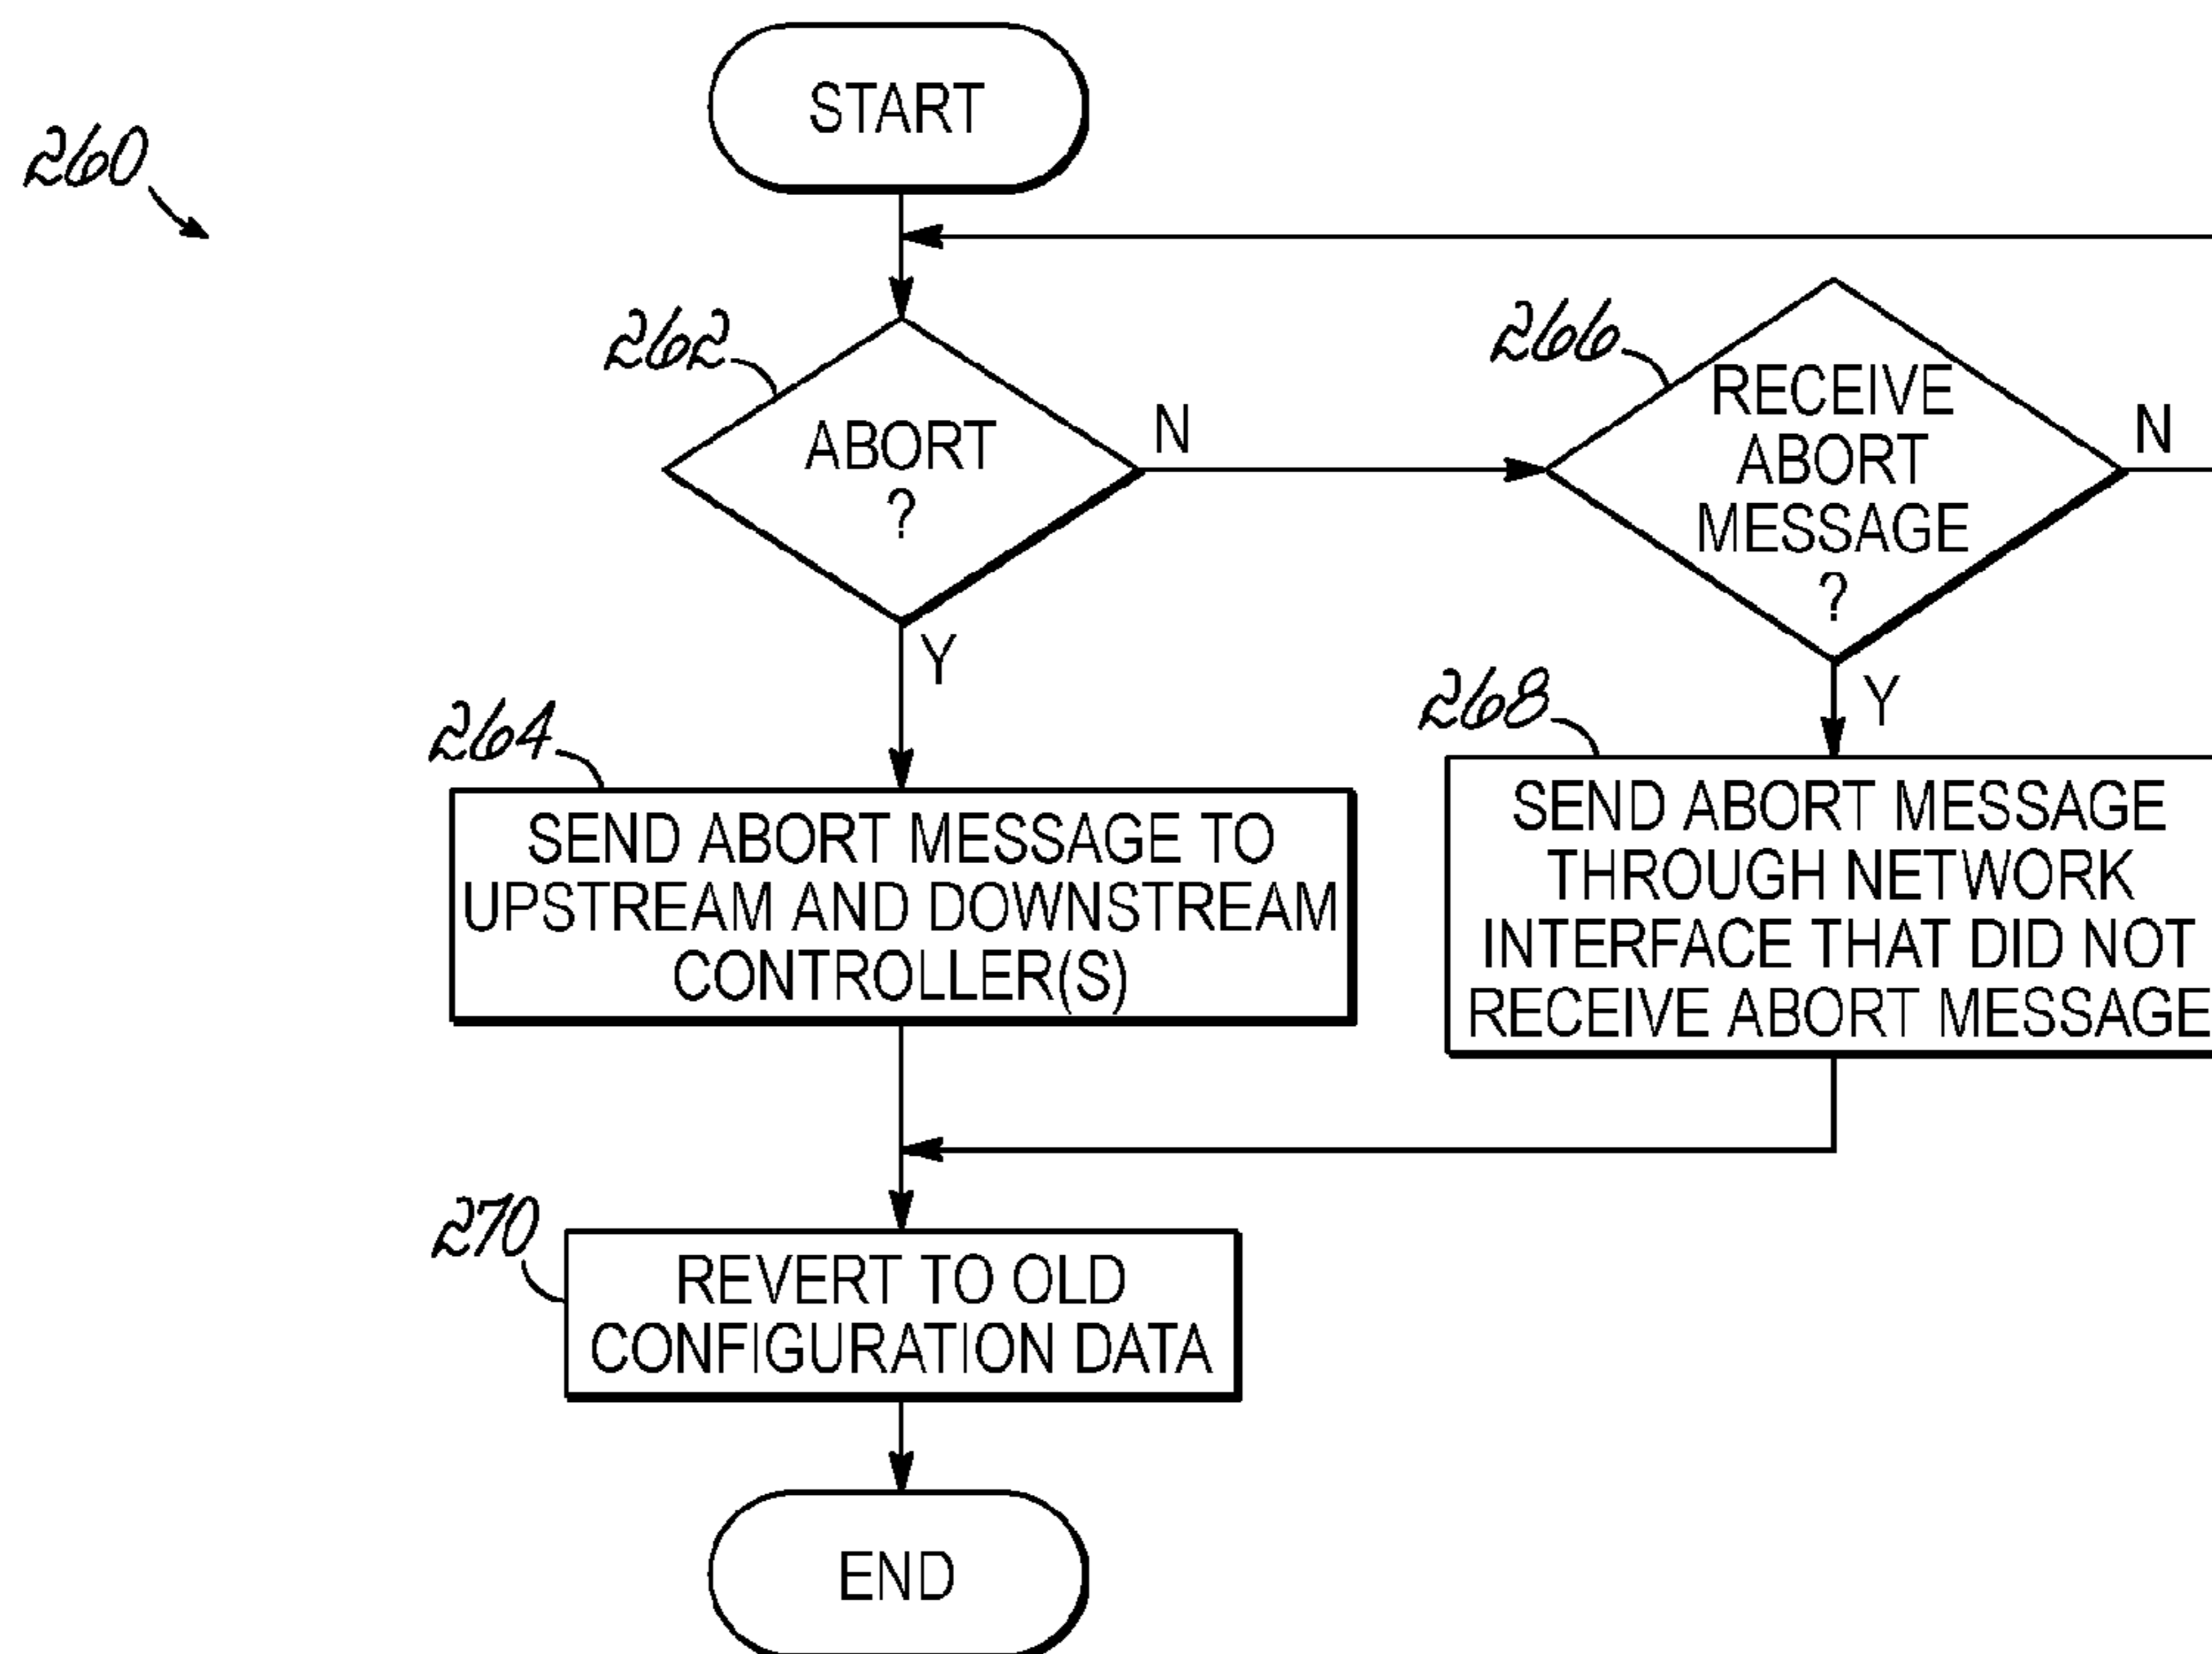 START
260
262
ABORT
?
N
Y
266
RECEIVE
ABORT
MESSAGE
?
N
Y
264
SEND ABORT MESSAGE TO
UPSTREAM AND DOWNSTREAM
CONTROLLER(S)
268
SEND ABORT MESSAGE
THROUGH NETWORK
INTERFACE THAT DID NOT
RECEIVE ABORT MESSAGE
270
REVERT TO OLD
CONFIGURATION DATA
END